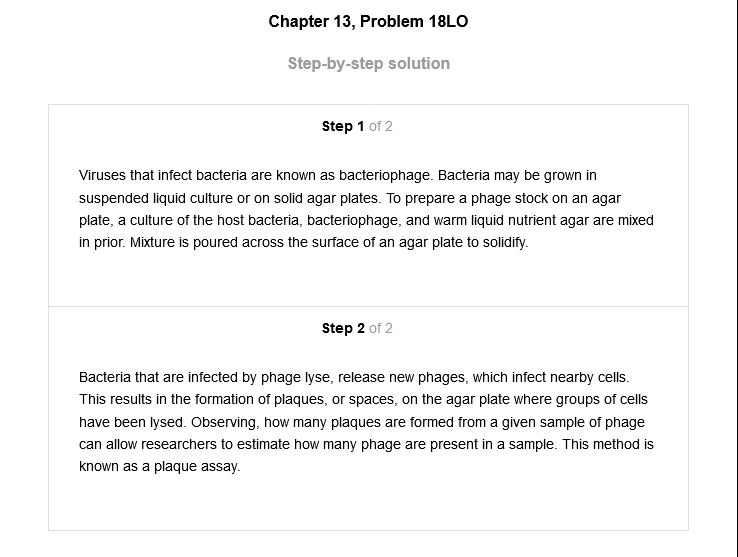 Chapter 13, Problem 18LO
Step-by-step solution
Step 1 of 2
Viruses that infect bacteria are known as bacteriophage. Bacteria may be grown in
suspended liquid culture or on solid agar plates. To prepare a phage stock on an agar
plate, a culture of the host bacteria, bacteriophage, and warm liquid nutrient agar are mixed
in prior. Mixture is poured across the surface of an agar plate to solidify.
Step 2 of 2
Bacteria that are infected by phage lyse, release new phages, which infect nearby cells.
This results in the formation of plaques, or spaces, on the agar plate where groups of cells
have been lysed. Observing, how many plaques are formed from a given sample of phage
can allow researchers to estimate how many phage are present in a sample. This method is
known as a plaque assay.